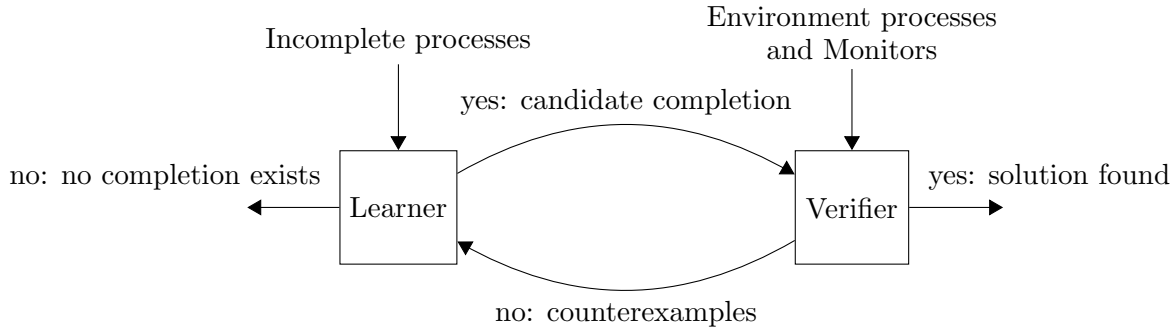 Environment processes
and Monitors
Incomplete processes
yes: candidate completion
no: no completion exists
yes: solution found
Learner
Verifier
no: counterexamples